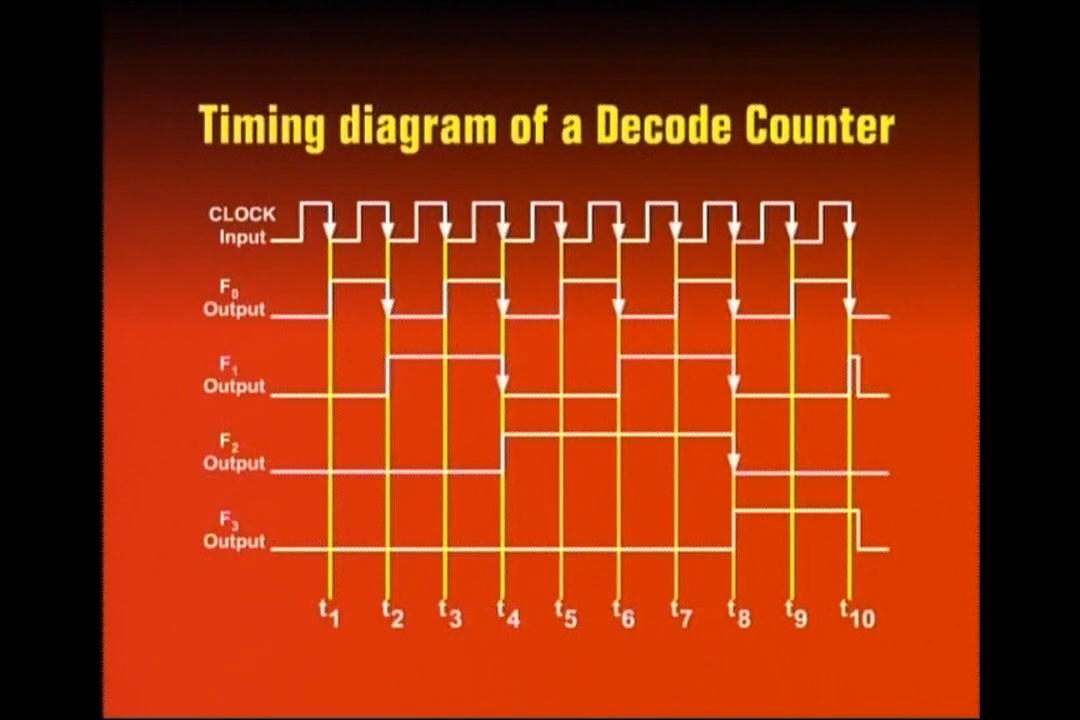 Timing diagram of a Decode Counter
CLOCK
Input
F₀
Output
F₁
Output
F₂
Output
F₃
Output
t₁ t₂ t₃ t₄ t₅ t₆ t₇ t₈ t₉ t₁₀